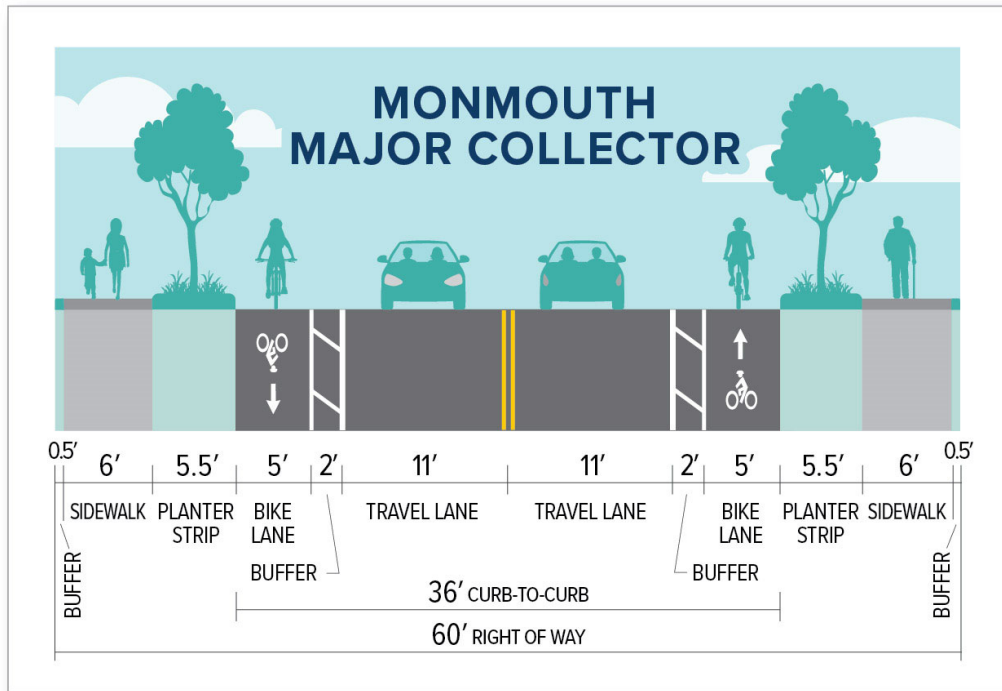 MONMOUTH
MAJOR COLLECTOR
0.5′ 6′ 5.5′ 5′ 2′ 11′ 11′ 2′ 5′ 5.5′ 6′ 0.5′
SIDEWALK PLANTER STRIP BIKE LANE TRAVEL LANE TRAVEL LANE BIKE LANE PLANTER STRIP SIDEWALK
BUFFER BUFFER BUFFER BUFFER
36′ CURB-TO-CURB
60′ RIGHT OF WAY